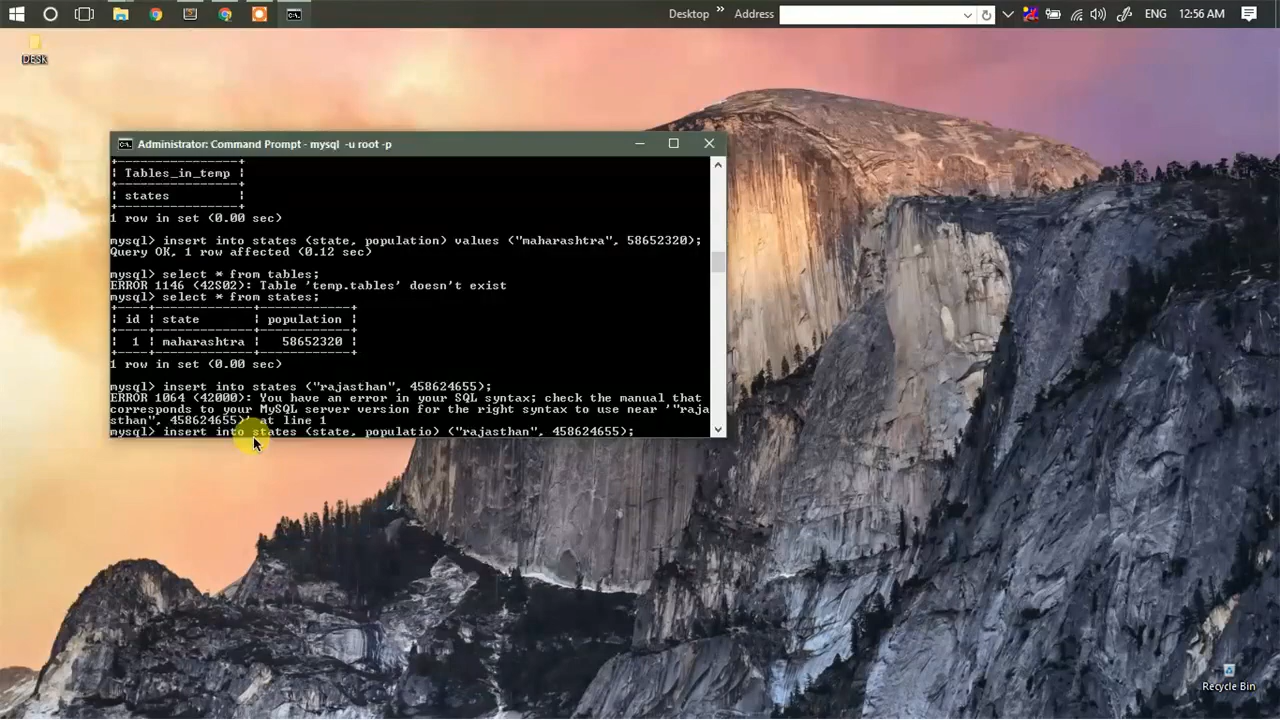 Desktop » Address ENG 12:56 AM
DESK
Administrator: Command Prompt - mysql -u root -p
+----------------+
| Tables_in_temp |
+----------------+
| states         |
+----------------+
1 row in set (0.00 sec)
mysql> insert into states (state, population) values ("maharashtra", 58652320);
Query OK, 1 row affected (0.12 sec)
mysql> select * from tables;
ERROR 1146 (42S02): Table 'temp.tables' doesn't exist
mysql> select * from states;
+----+-------------+------------+
| id | state       | population |
+----+-------------+------------+
|  1 | maharashtra |   58652320 |
+----+-------------+------------+
1 row in set (0.00 sec)
mysql> insert into states ("rajasthan", 458624655);
ERROR 1064 (42000): You have an error in your SQL syntax; check the manual that
corresponds to your MySQL server version for the right syntax to use near '"raja
sthan", 458624655)' at line 1
mysql> insert into states (state, populatio) ("rajasthan", 458624655);
Recycle Bin